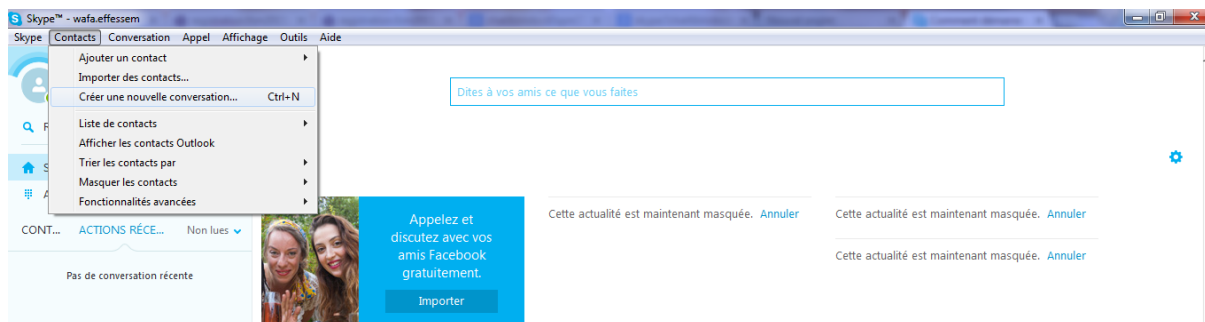 Skype™ - wafa.effessem
Skype Contacts Conversation Appel Affichage Outils Aide
Ajouter un contact
Importer des contacts...
Créer une nouvelle conversation... Ctrl+N
Liste de contacts
Afficher les contacts Outlook
Trier les contacts par
Masquer les contacts
Fonctionnalités avancées
Dites à vos amis ce que vous faites
CONT... ACTIONS RÉCE... Non lues
Pas de conversation récente
Appelez et
discutez avec vos
amis Facebook
gratuitement.
Importer
Cette actualité est maintenant masquée. Annuler
Cette actualité est maintenant masquée. Annuler
Cette actualité est maintenant masquée. Annuler